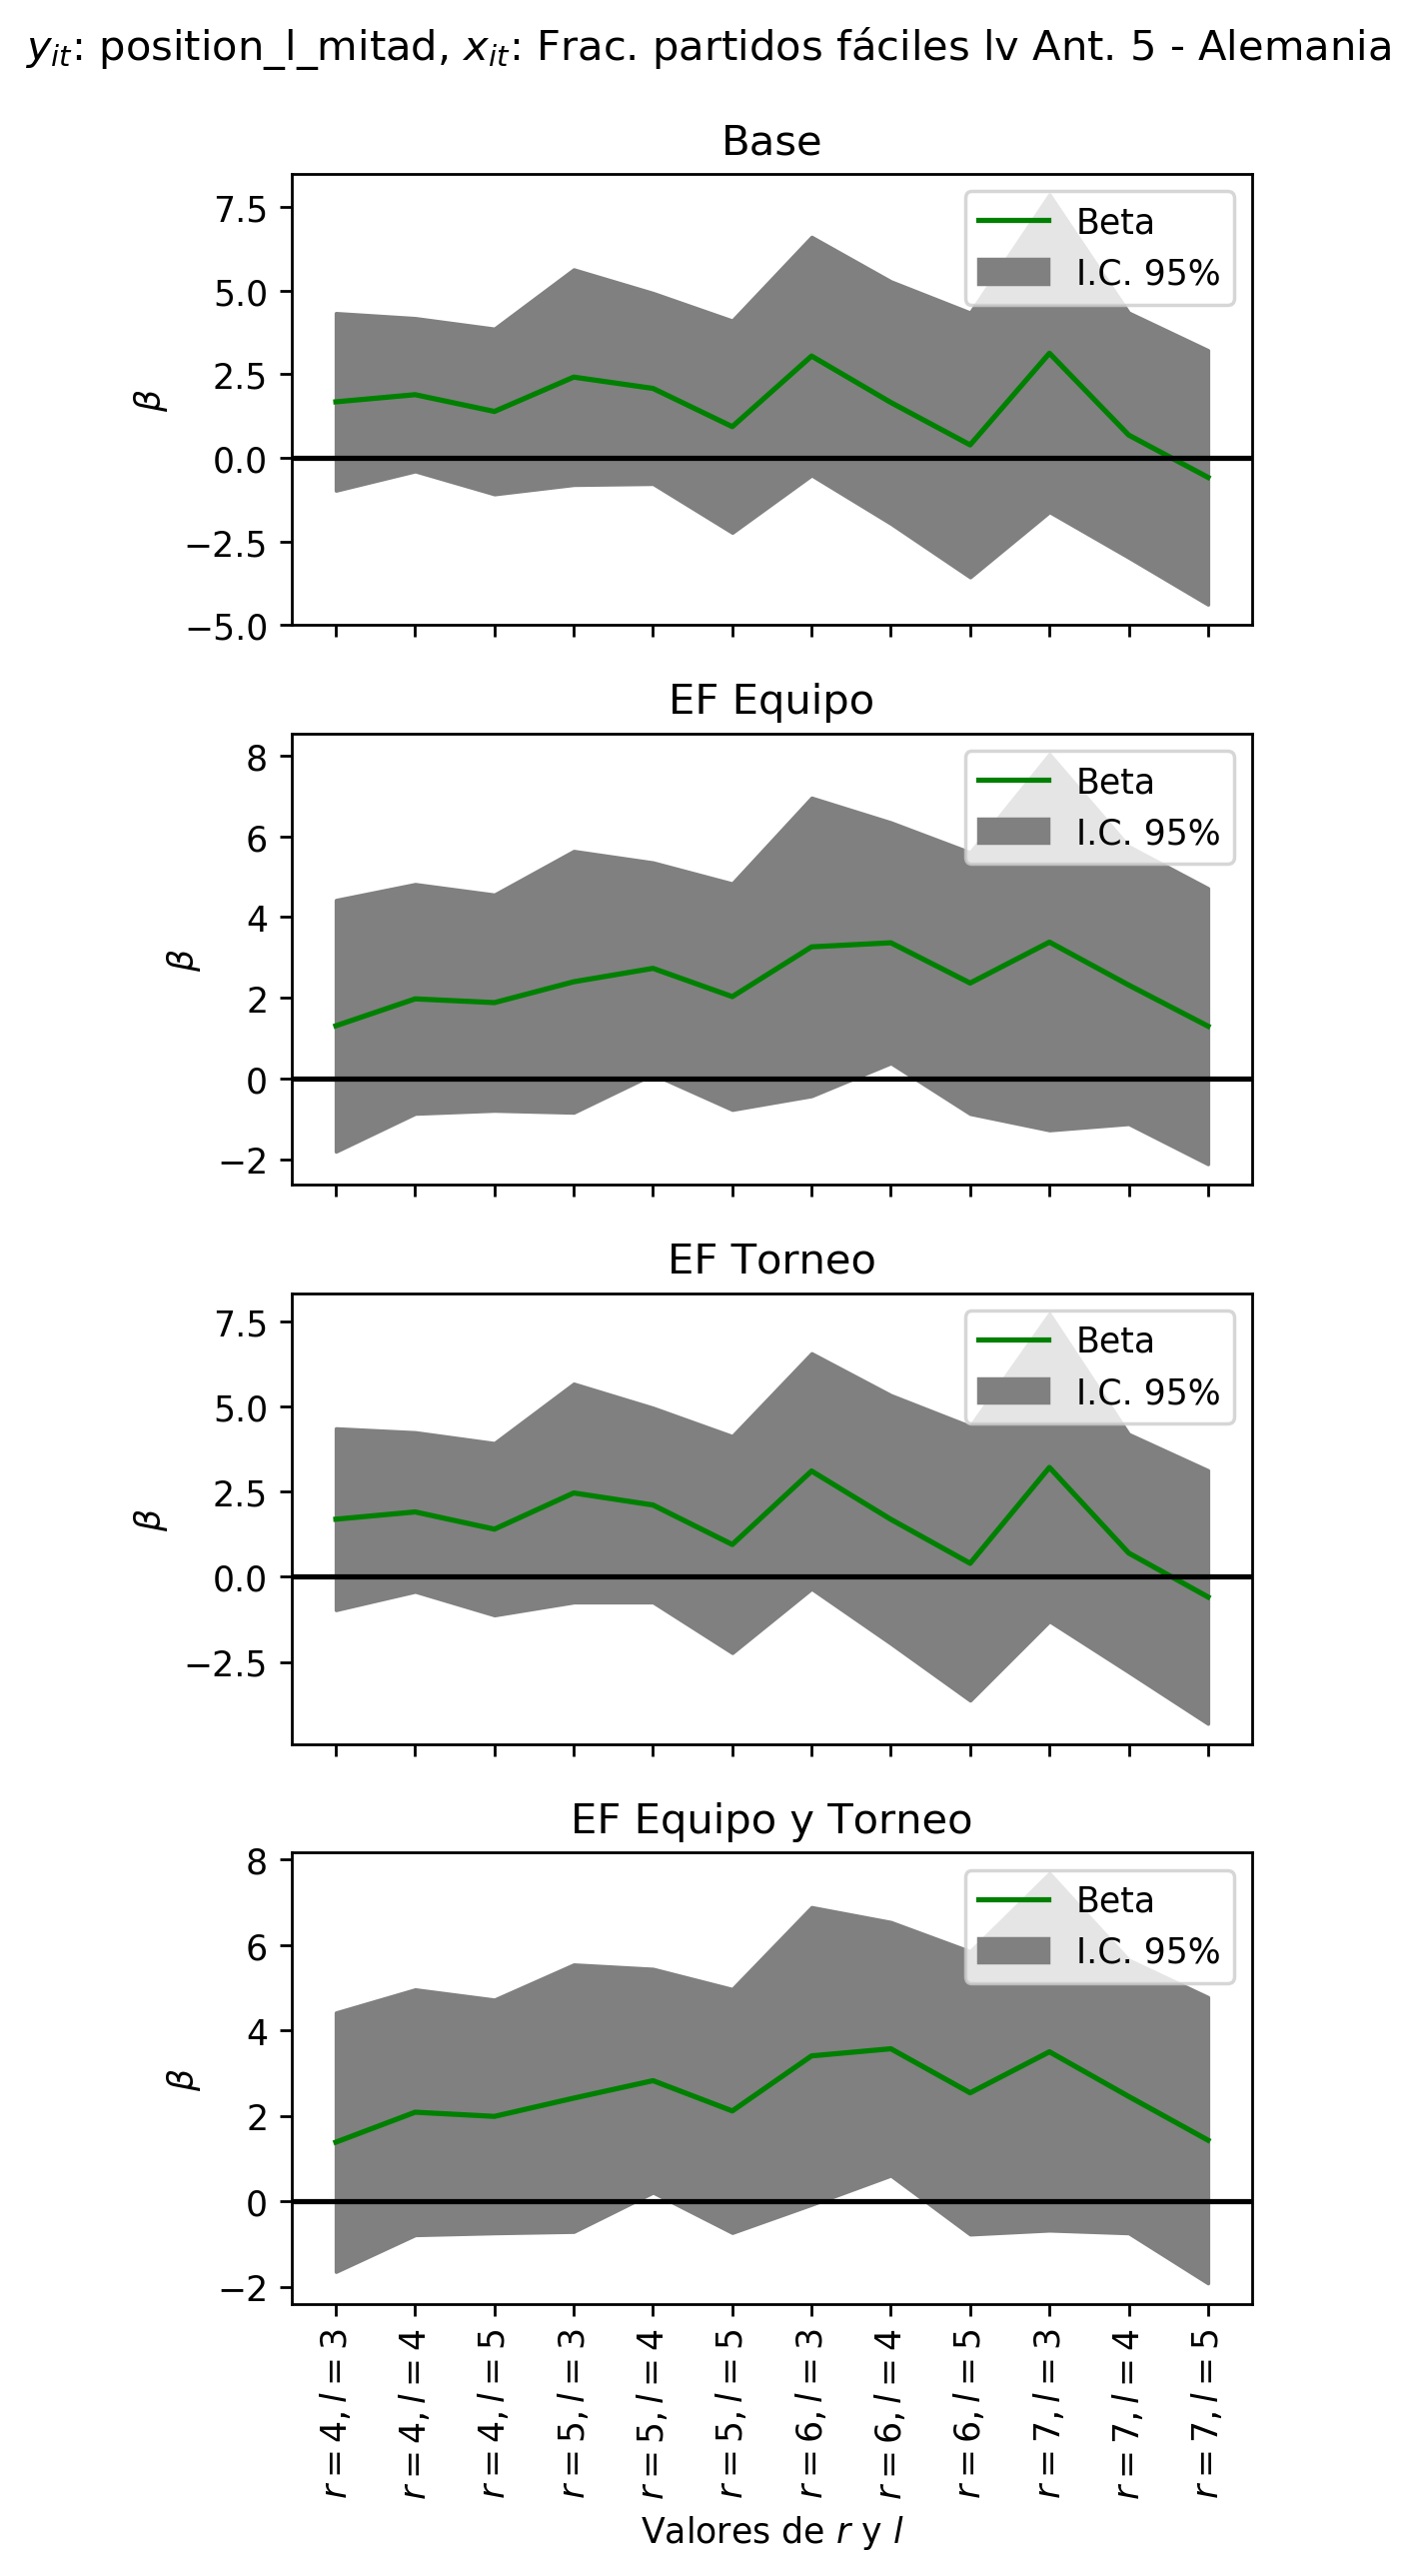 y_it: position_l_mitad, x_it: Frac. partidos fáciles lv Ant. 5 - Alemania
Base
7.5
5.0
2.5
0.0
−2.5
−5.0
β
Beta
I.C. 95%
EF Equipo
8
6
4
2
0
−2
β
Beta
I.C. 95%
EF Torneo
7.5
5.0
2.5
0.0
−2.5
β
Beta
I.C. 95%
EF Equipo y Torneo
8
6
4
2
0
−2
β
Beta
I.C. 95%
r = 4, l = 3
r = 4, l = 4
r = 4, l = 5
r = 5, l = 3
r = 5, l = 4
r = 5, l = 5
r = 6, l = 3
r = 6, l = 4
r = 6, l = 5
r = 7, l = 3
r = 7, l = 4
r = 7, l = 5
Valores de r y l